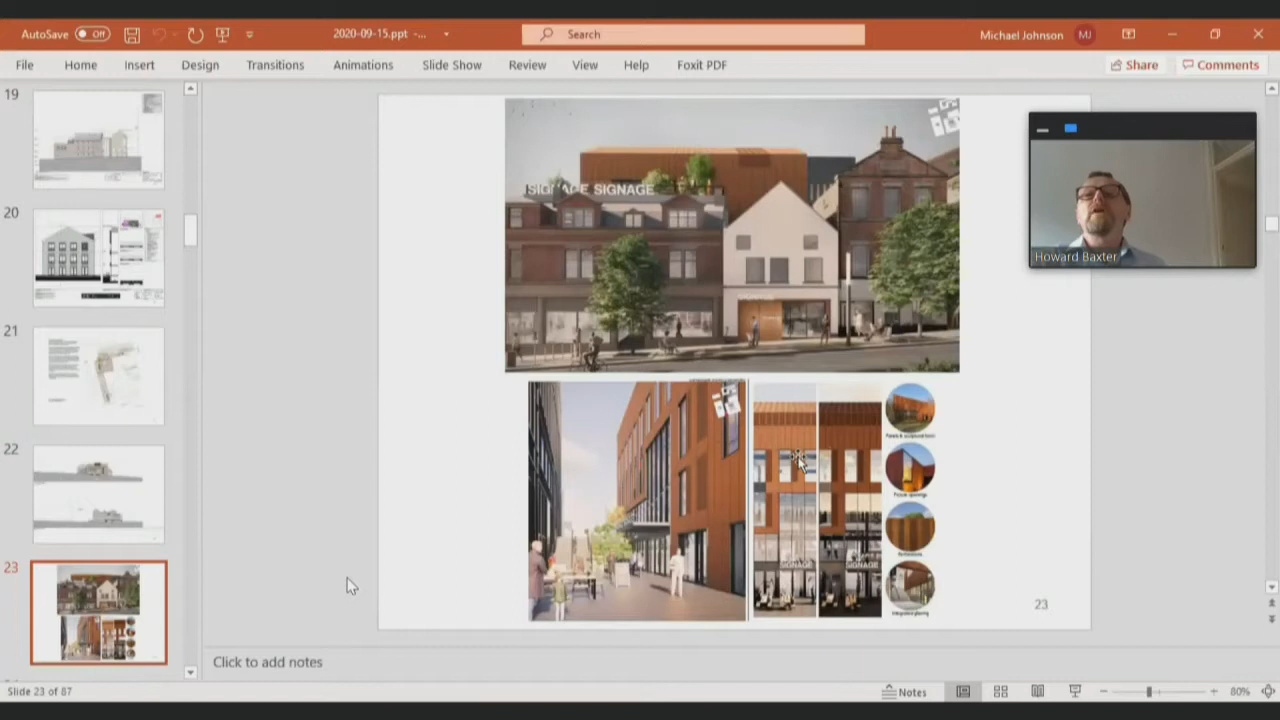 AutoSave Off 2020-09-15.ppt -... Search Michael Johnson MJ
File Home Insert Design Transitions Animations Slide Show Review View Help Foxit PDF Share Comments
19
20
21
22
23
SIGNAGE SIGNAGE
SIGNAGE
SIGNAGE SIGNAGE
Howard Baxter
23
Click to add notes
Slide 23 of 87 Notes 80%